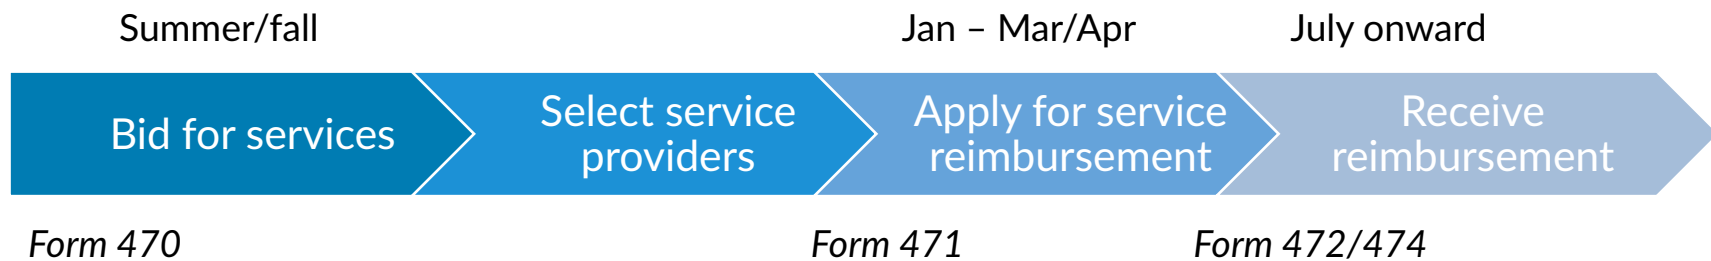 Summer/fall
Jan – Mar/Apr
July onward
Bid for services
Select service
providers
Apply for service
reimbursement
Receive
reimbursement
Form 470
Form 471
Form 472/474